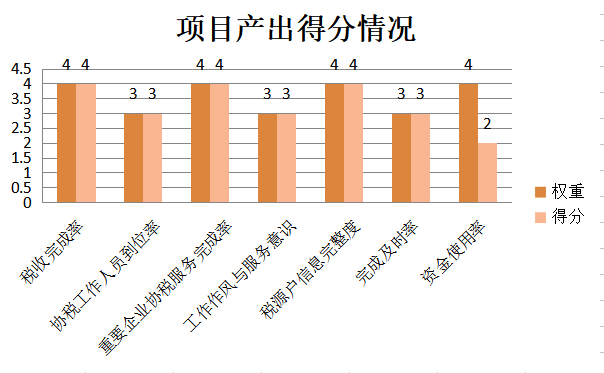 项目产出得分情况
4 4 3 3 4 4 3 3 4 4 3 3 4 2
4.5
4
3.5
3
2.5
2
1.5
1
0.5
0
税收完成率
协税工作人员到位率
重要企业协税服务完成率
工作作风与服务意识
税源户信息完整度
完成及时率
资金使用率
权重
得分